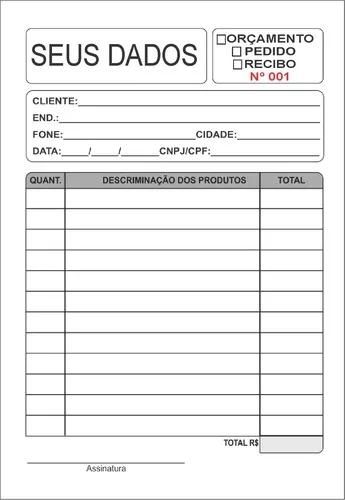 SEUS DADOS
ORÇAMENTO
PEDIDO
RECIBO
Nº 001
CLIENTE:
END.:
FONE: CIDADE:
DATA: / / CNPJ/CPF:
QUANT. DESCRIMINAÇÃO DOS PRODUTOS TOTAL
TOTAL R$
Assinatura